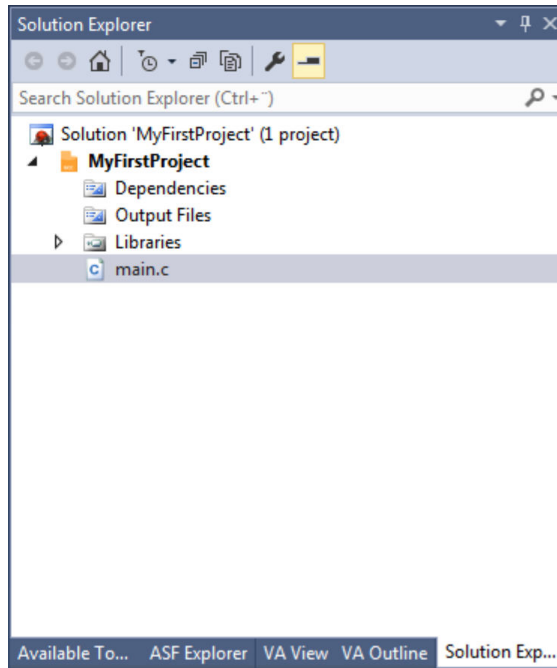 Solution Explorer
Search Solution Explorer (Ctrl+¨)
Solution 'MyFirstProject' (1 project)
MyFirstProject
Dependencies
Output Files
Libraries
main.c
Available To... ASF Explorer VA View VA Outline Solution Exp...